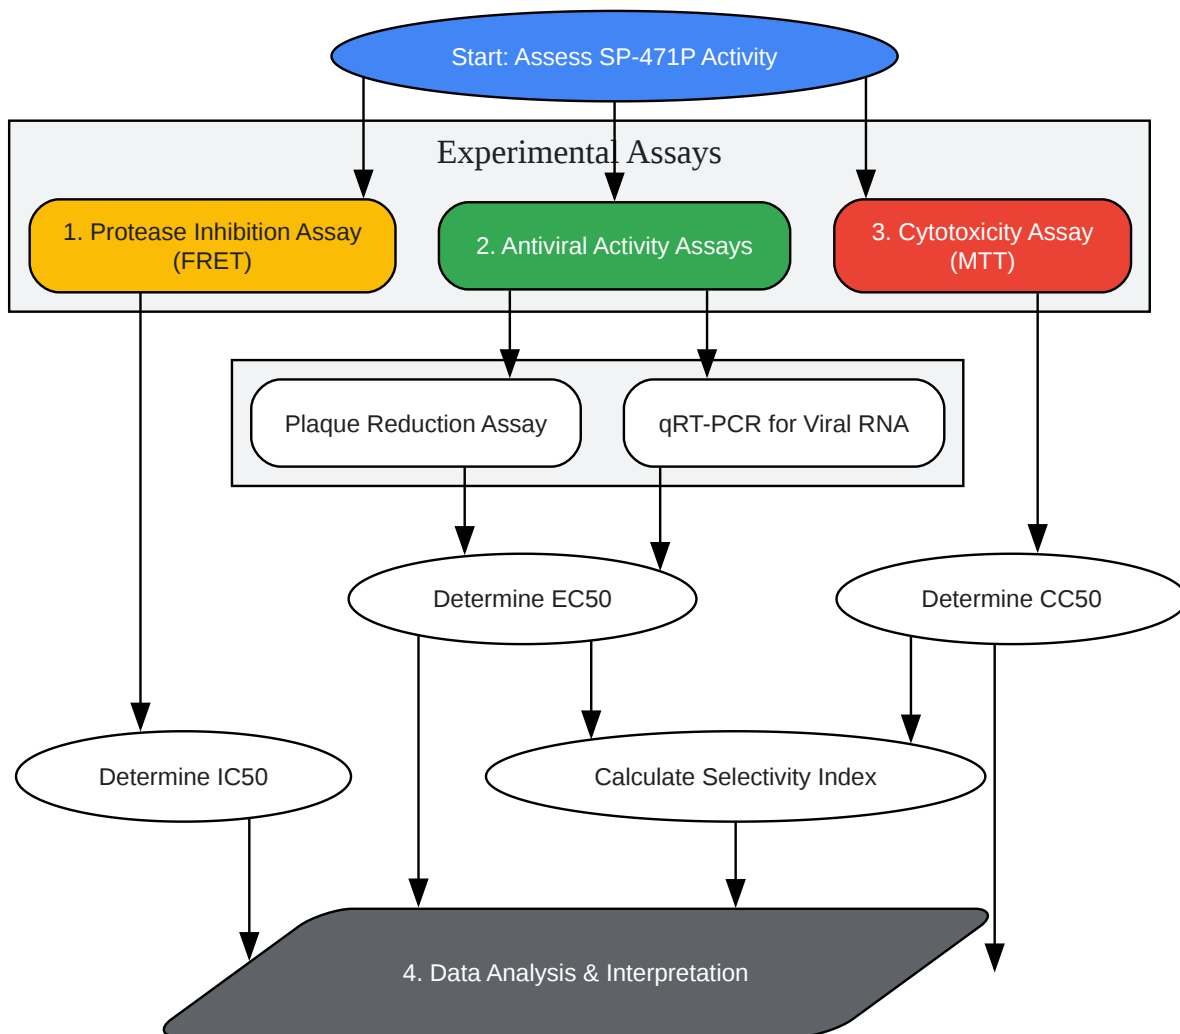 Start: Assess SP-471P Activity
Experimental Assays
1. Protease Inhibition Assay
(FRET)
2. Antiviral Activity Assays
3. Cytotoxicity Assay
(MTT)
Plaque Reduction Assay
qRT-PCR for Viral RNA
Determine EC50
Determine CC50
Determine IC50
Calculate Selectivity Index
4. Data Analysis & Interpretation